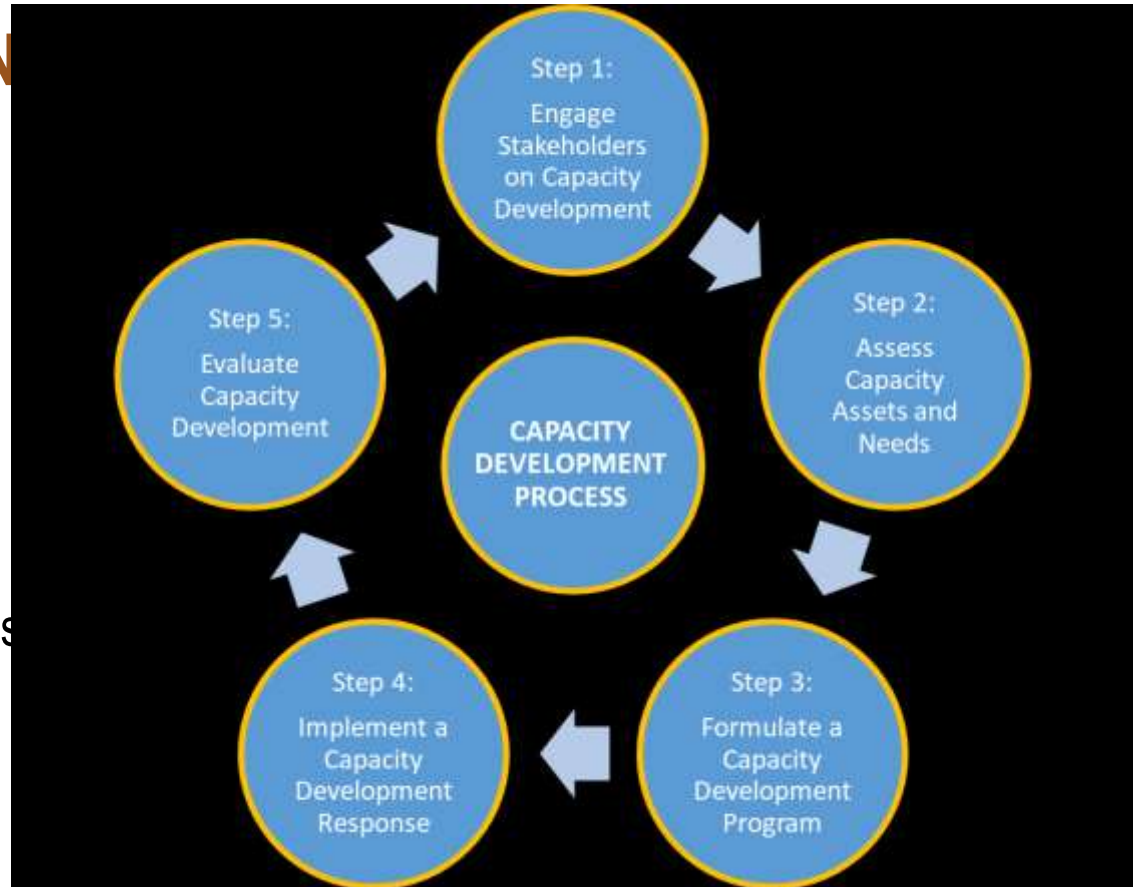 N
Step 1:
Engage
Stakeholders
on Capacity
Development
Step 2:
Assess
Capacity
Assets and
Needs
Step 3:
Formulate a
Capacity
Development
Program
Step 4:
Implement a
Capacity
Development
Response
Step 5:
Evaluate
Capacity
Development
CAPACITY
DEVELOPMENT
PROCESS
s